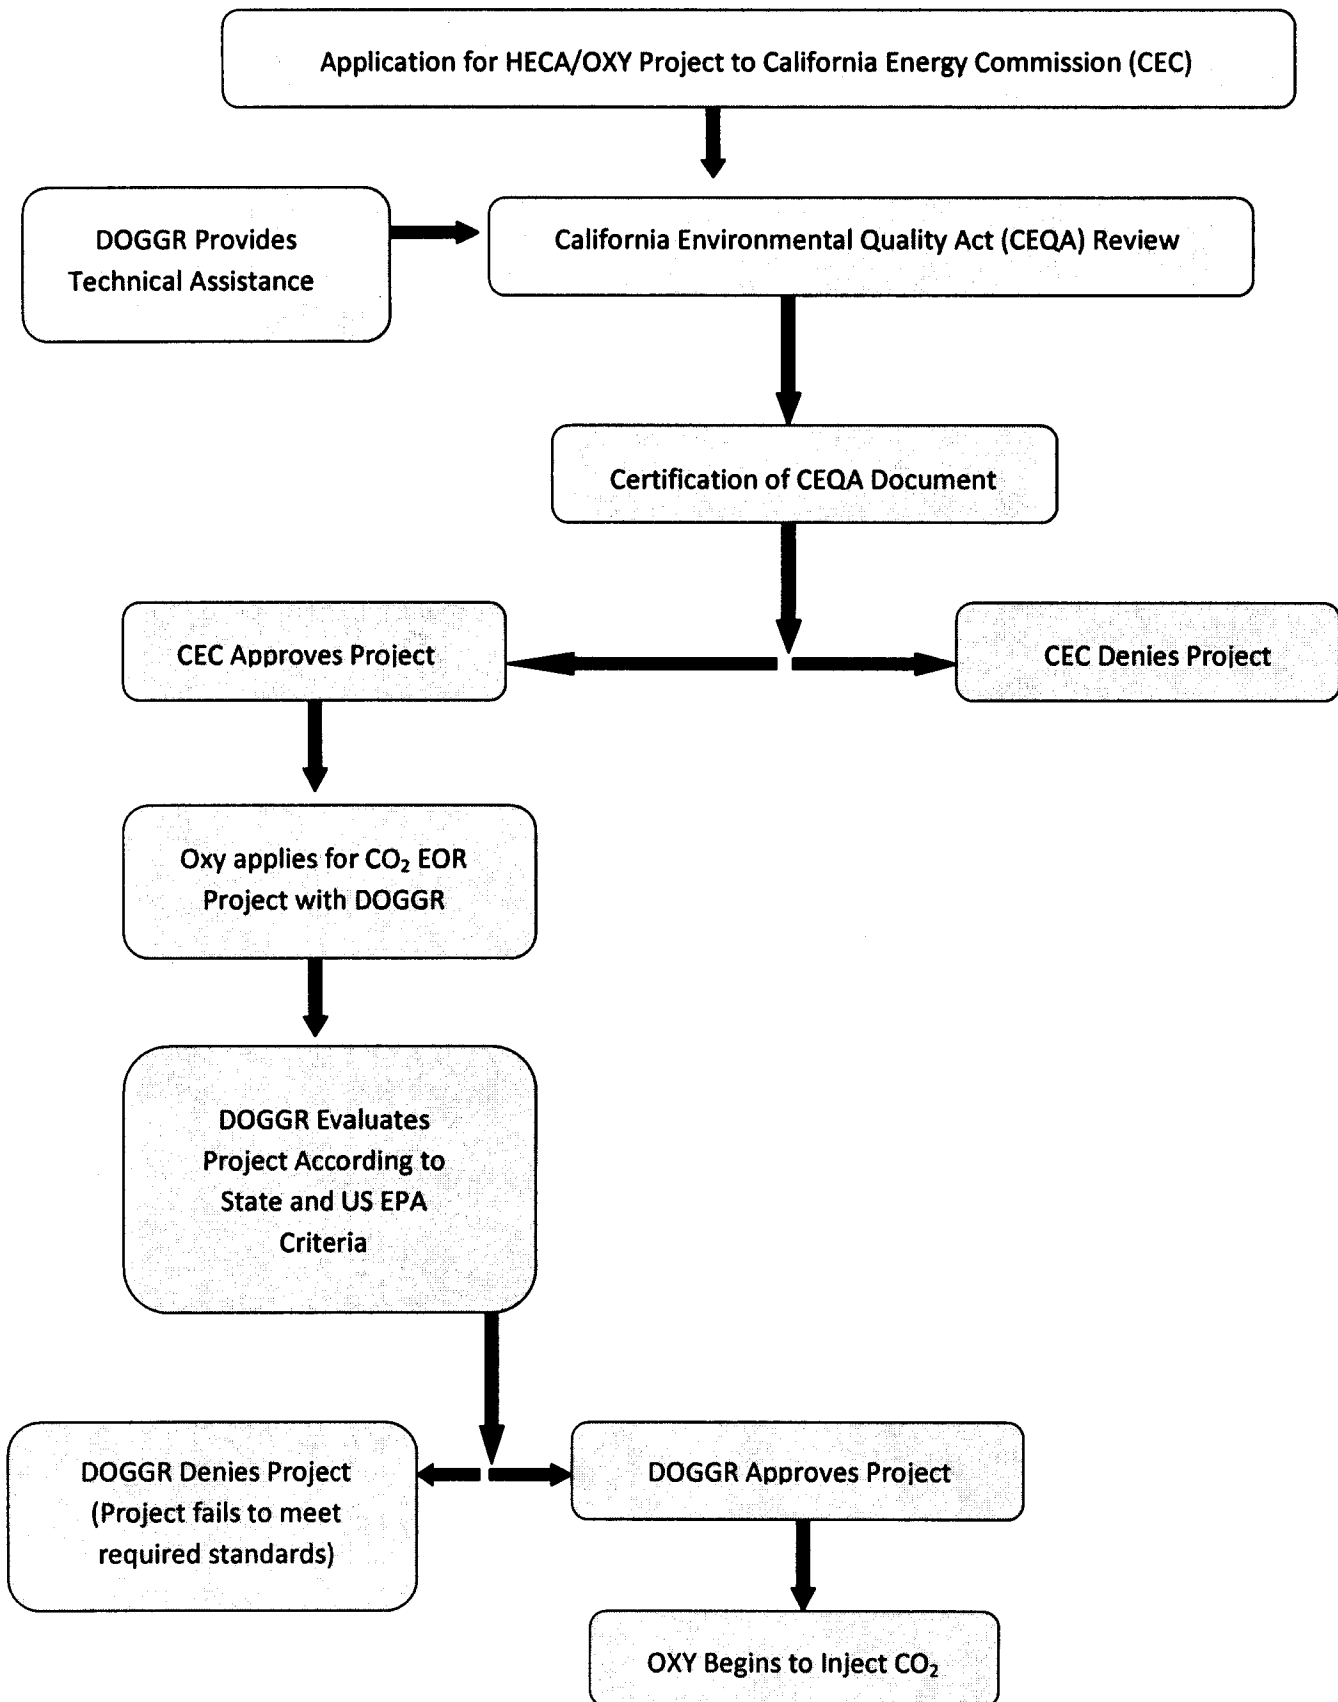 Application for HECA/OXY Project to California Energy Commission (CEC)
DOGGR Provides
Technical Assistance
California Environmental Quality Act (CEQA) Review
Certification of CEQA Document
CEC Approves Project
CEC Denies Project
Oxy applies for CO₂ EOR
Project with DOGGR
DOGGR Evaluates
Project According to
State and US EPA
Criteria
DOGGR Denies Project
(Project fails to meet
required standards)
DOGGR Approves Project
OXY Begins to Inject CO₂